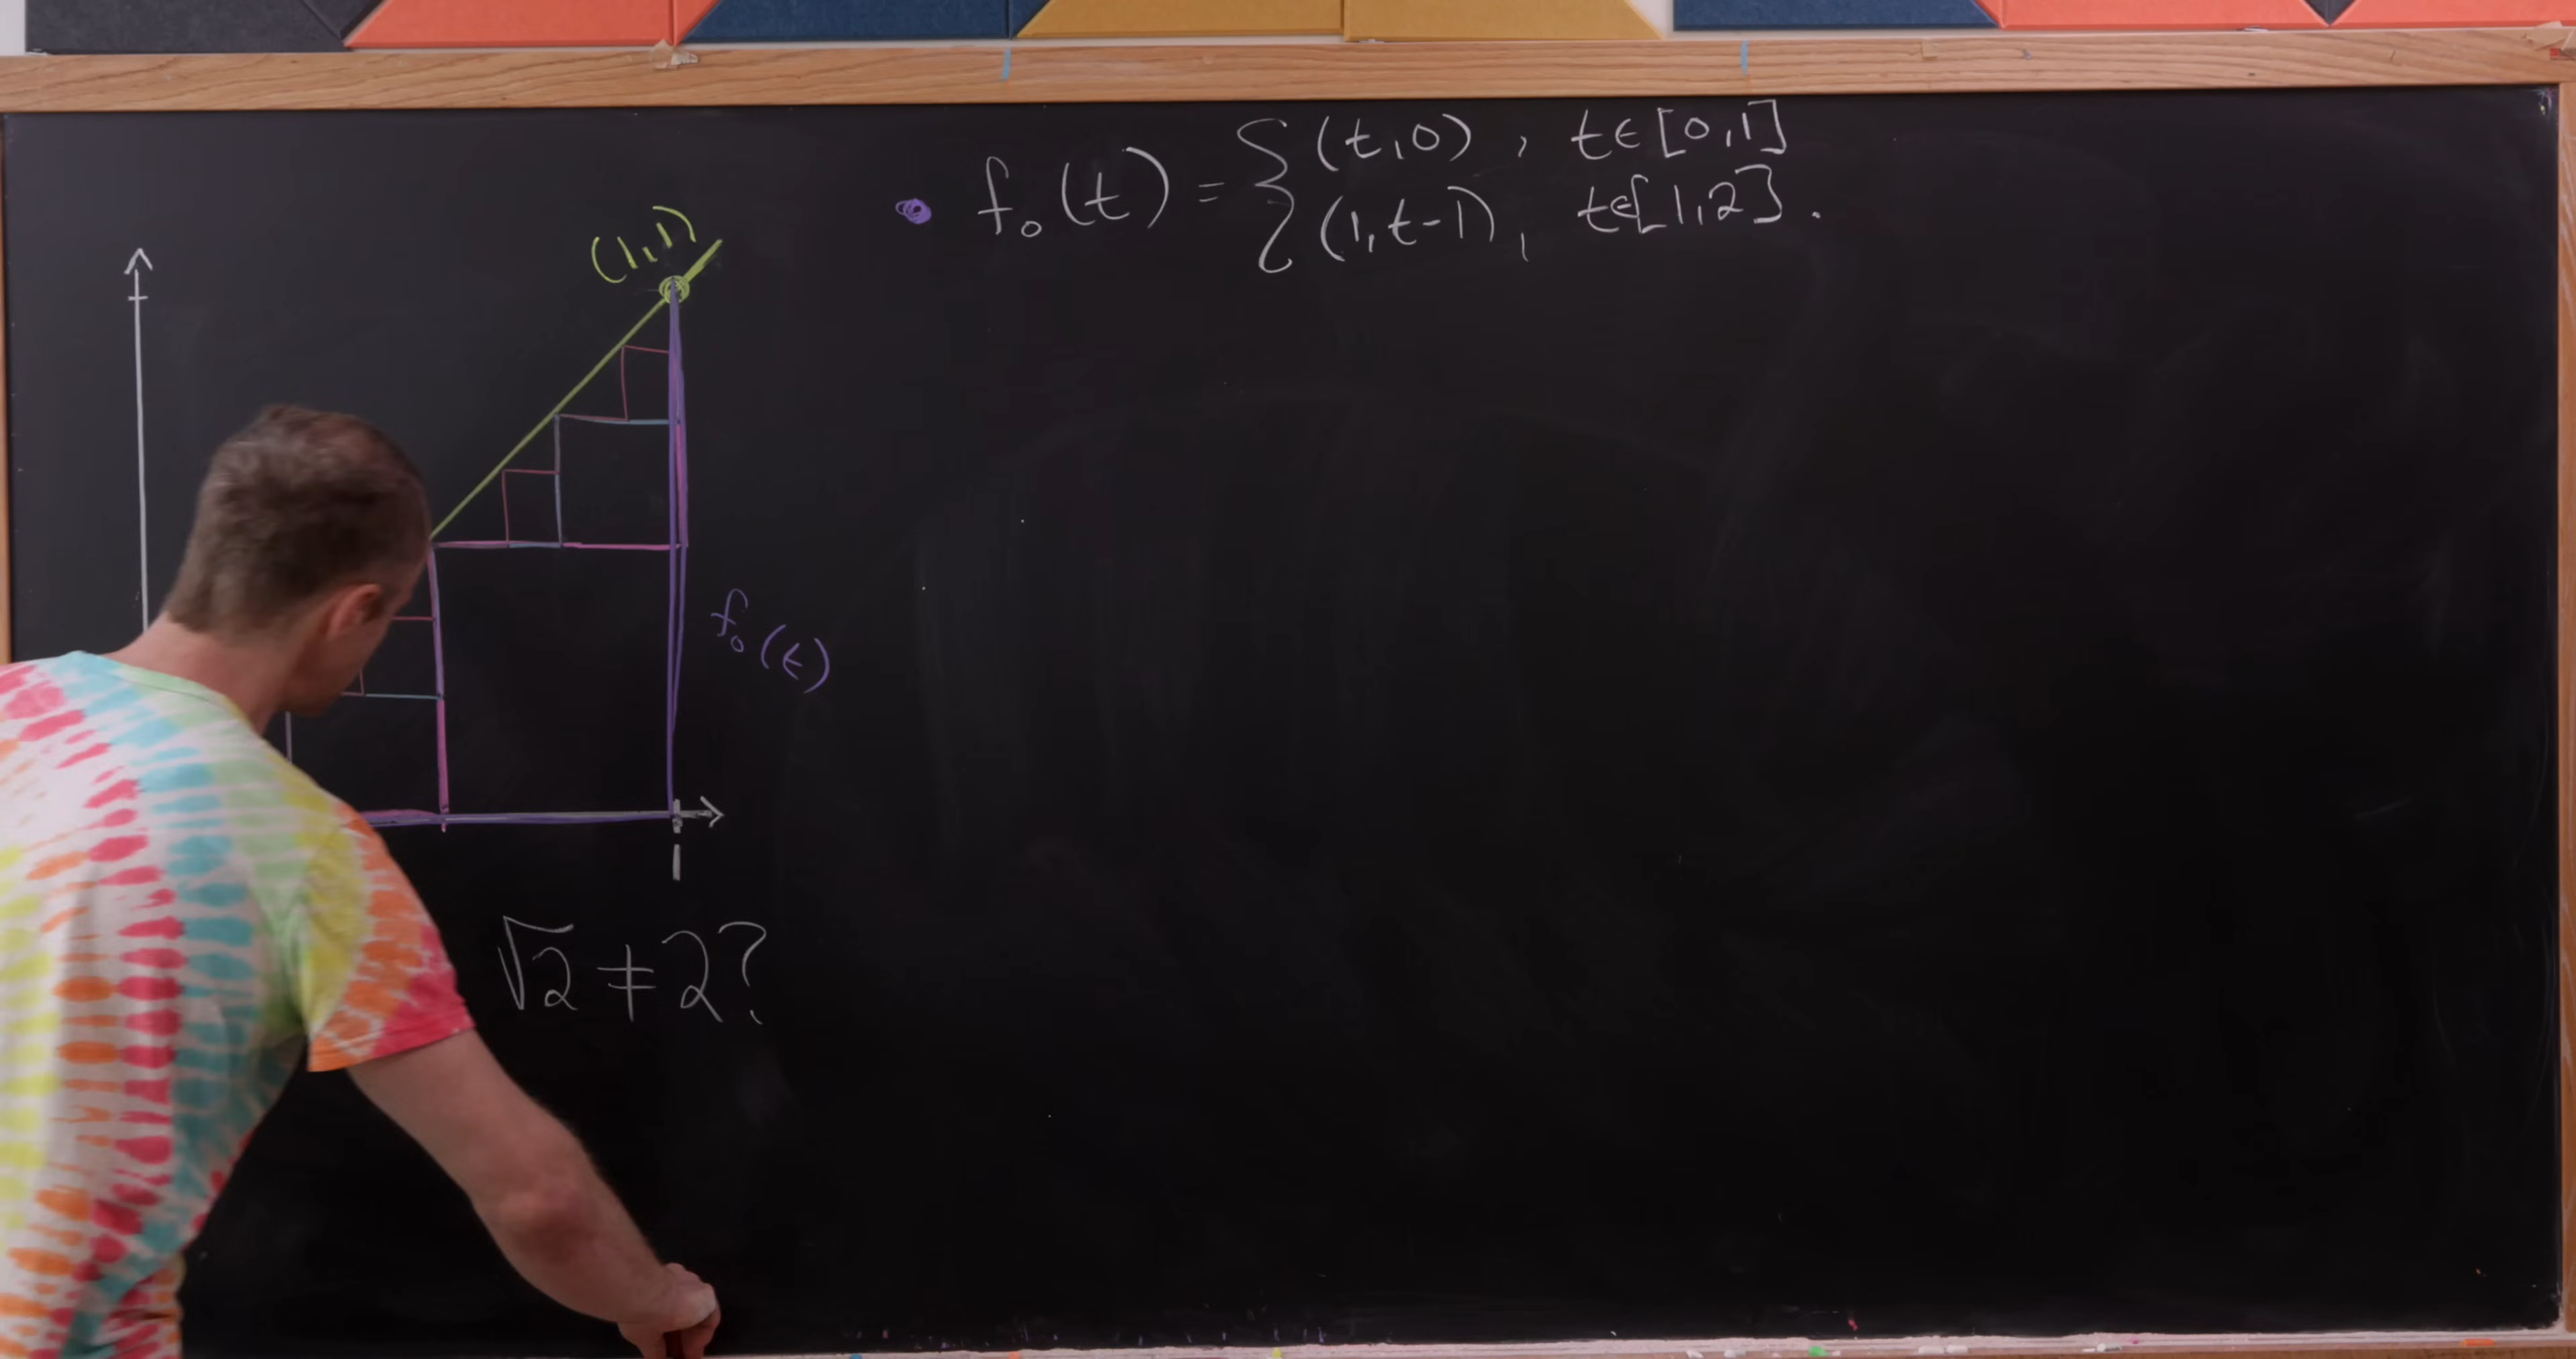 f₀(t) = { (t,0) , t∈[0,1]
(1,t-1), t∈[1,2].
(1,1)
f₀(t)
1
√2 ≠ 2?